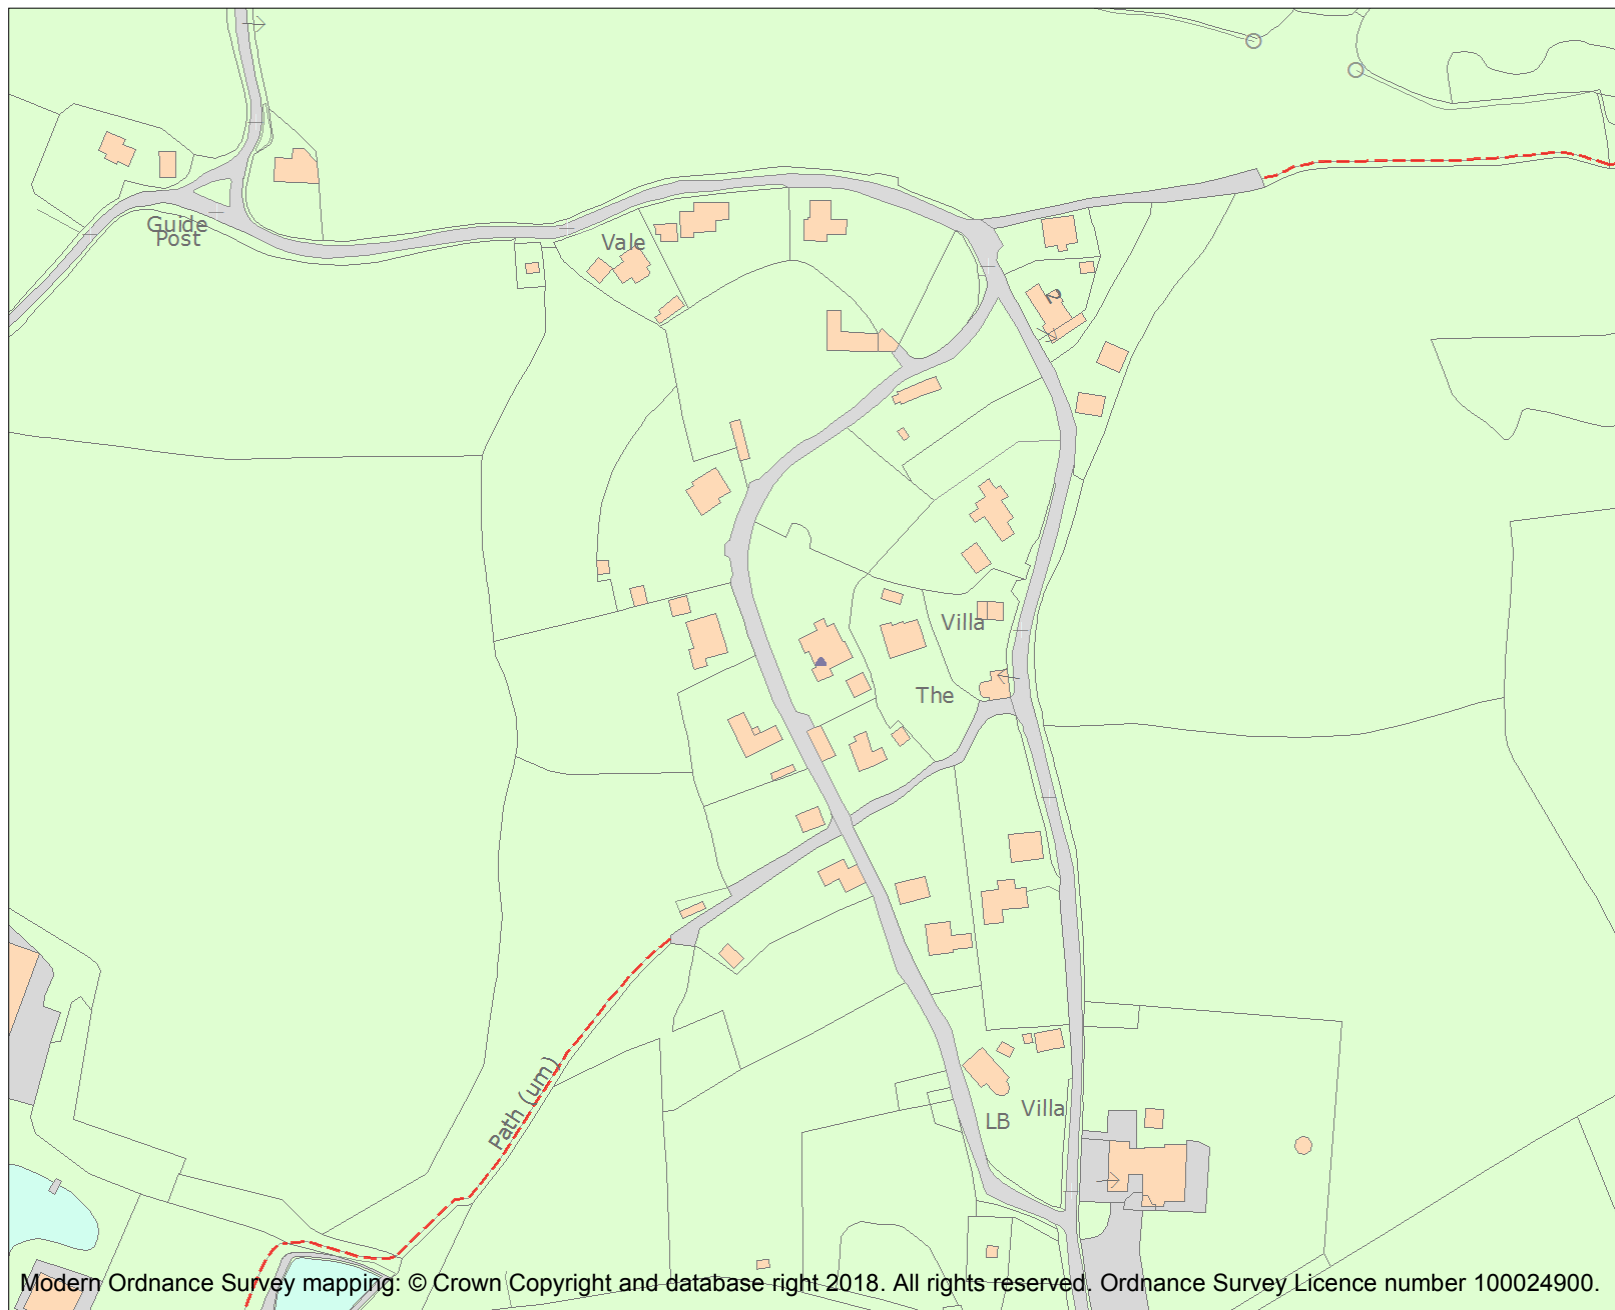 Guide
Post
Vale
2
Villa
The
Path (um)
LB
Villa
Modern Ordnance Survey mapping: © Crown Copyright and database right 2018. All rights reserved. Ordnance Survey Licence number 100024900.